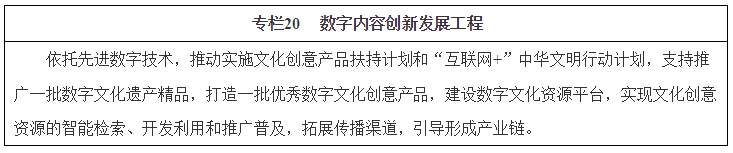 专栏20 数字内容创新发展工程
依托先进数字技术，推动实施文化创意产品扶持计划和“互联网+”中华文明行动计划，支持推
广一批数字文化遗产精品，打造一批优秀数字文化创意产品，建设数字文化资源平台，实现文化创意
资源的智能检索、开发利用和推广普及，拓展传播渠道，引导形成产业链。